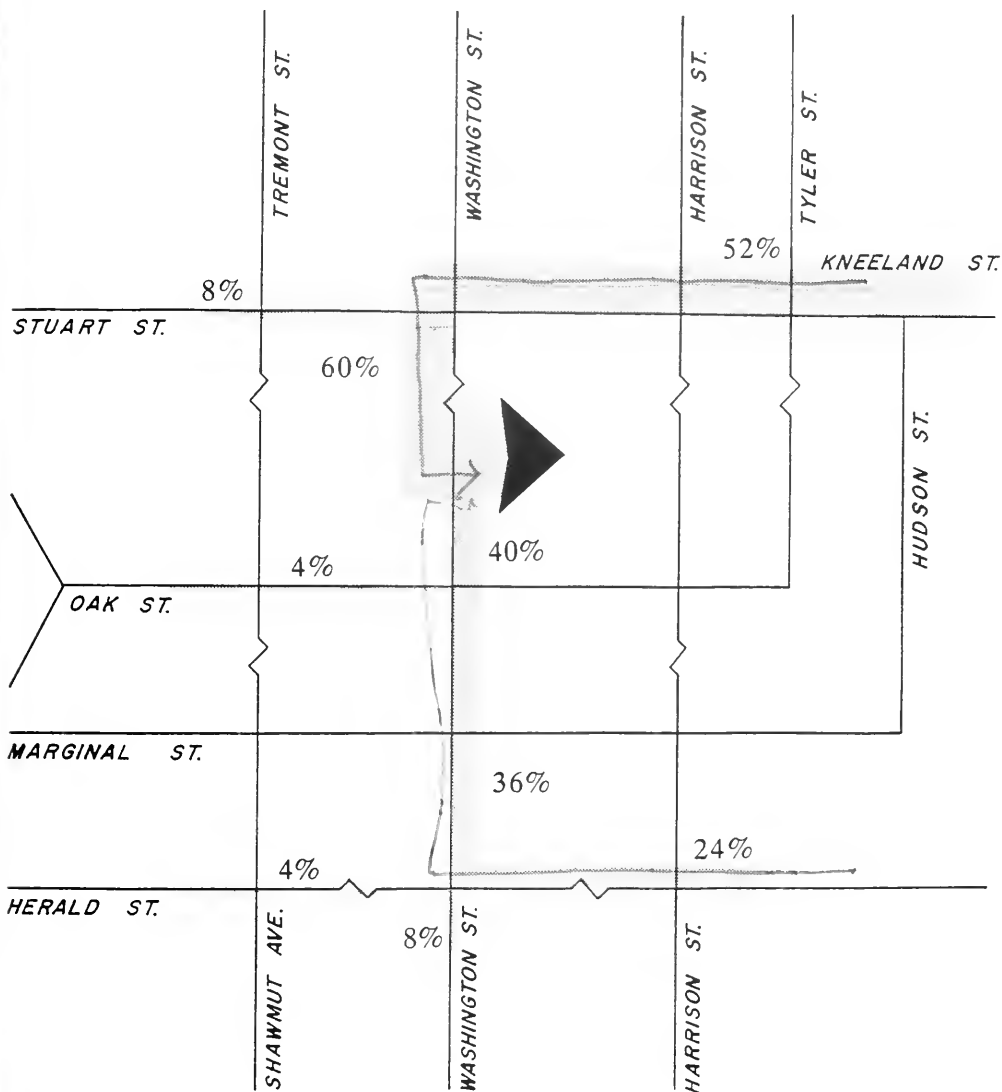 TREMONT ST.
WASHINGTON ST.
HARRISON ST.
TYLER ST.
52%
KNEELAND ST.
8%
STUART ST.
60%
HUDSON ST.
40%
4%
OAK ST.
MARGINAL ST.
36%
24%
4%
HERALD ST.
8%
SHAWMUT AVE.
WASHINGTON ST.
HARRISON ST.